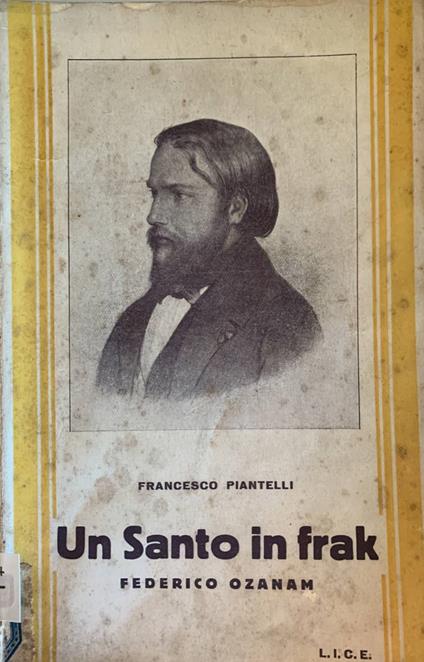 FRANCESCO PIANTELLI
Un Santo in frak
FEDERICO OZANAM
L.I.C.E.